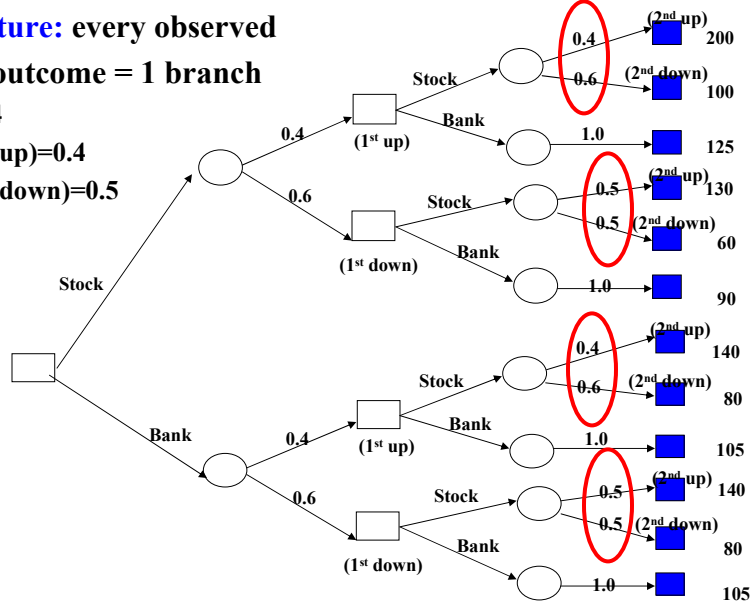 ture: every observed
outcome = 1 branch
up)=0.4
down)=0.5
(2nd up)
0.4
200
Stock
0.6
(2nd down)
100
0.4
(1st up)
Bank
1.0
125
(2nd up)
0.6
Stock
0.5
130
0.5
(2nd down)
60
(1st down)
Bank
1.0
90
Stock
(2nd up)
0.4
140
Stock
0.6
(2nd down)
80
Bank
0.4
(1st up)
Bank
1.0
105
(2nd up)
0.6
Stock
0.5
140
0.5
(2nd down)
80
(1st down)
Bank
1.0
105